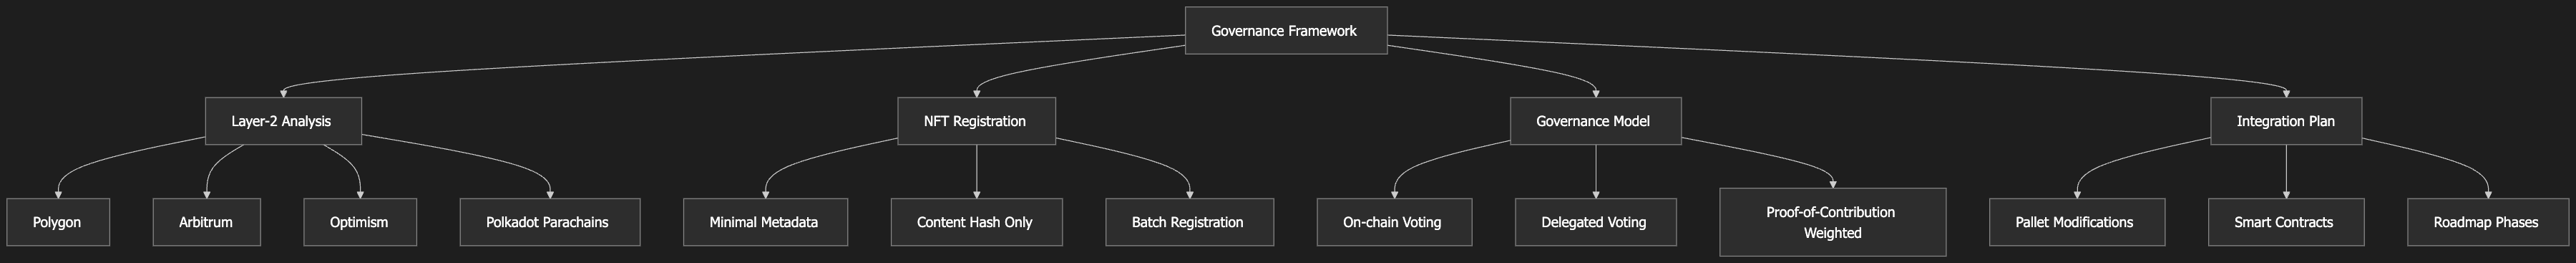 Governance Framework
Layer-2 Analysis
NFT Registration
Governance Model
Integration Plan
Polygon
Arbitrum
Optimism
Polkadot Parachains
Minimal Metadata
Content Hash Only
Batch Registration
On-chain Voting
Delegated Voting
Proof-of-Contribution
Weighted
Pallet Modifications
Smart Contracts
Roadmap Phases